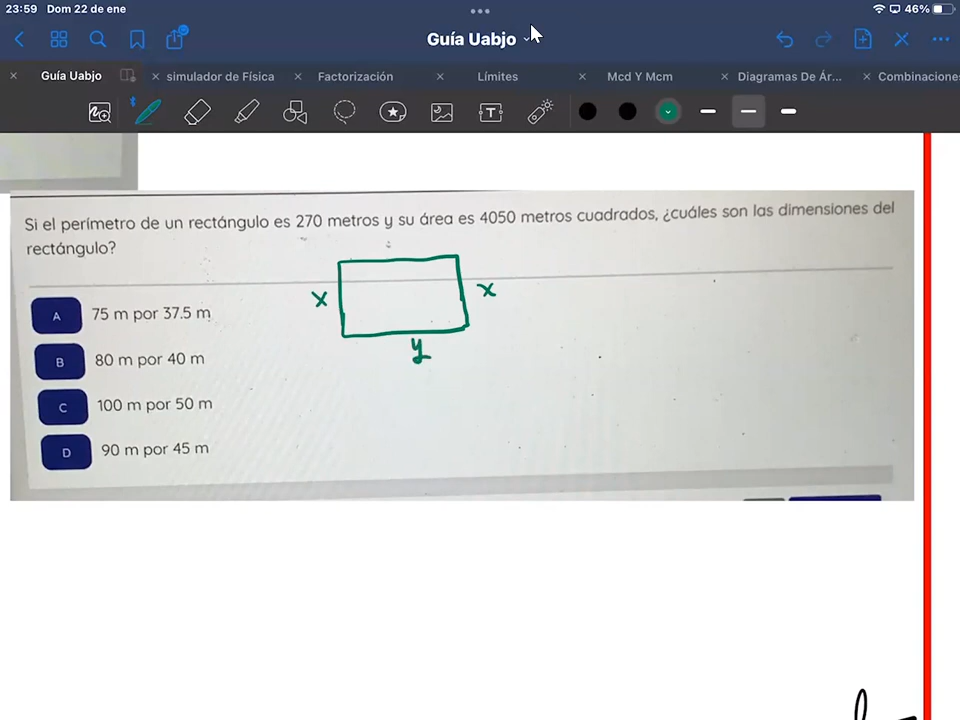 23:59 Dom 22 de ene
46%
Guía Uabjo
Guía Uabjo
simulador de Física
Factorización
Límites
Mcd Y Mcm
Diagramas De Ár...
Combinaciones
Si el perímetro de un rectángulo es 270 metros y su área es 4050 metros cuadrados, ¿cuáles son las dimensiones del
rectángulo?
x
x
y
A 75 m por 37.5 m
B 80 m por 40 m
C 100 m por 50 m
D 90 m por 45 m